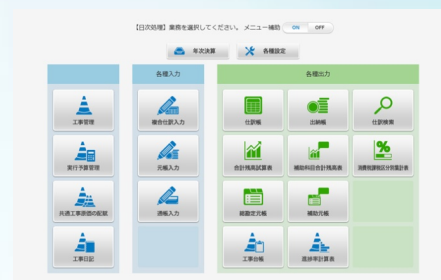 【日次処理】業務を選択してください。 メニュー補助 ON OFF
年次決算 各種設定
各種入力 各種出力
工事管理 複合仕訳入力 仕訳帳 出納帳 仕訳検索
実行予算管理 元帳入力 合計残高試算表 補助科目合計残高表 消費税課税区分別集計表
共通工事原価の配賦 通帳入力 総勘定元帳 補助元帳
工事日記 工事台帳 進捗率計算表